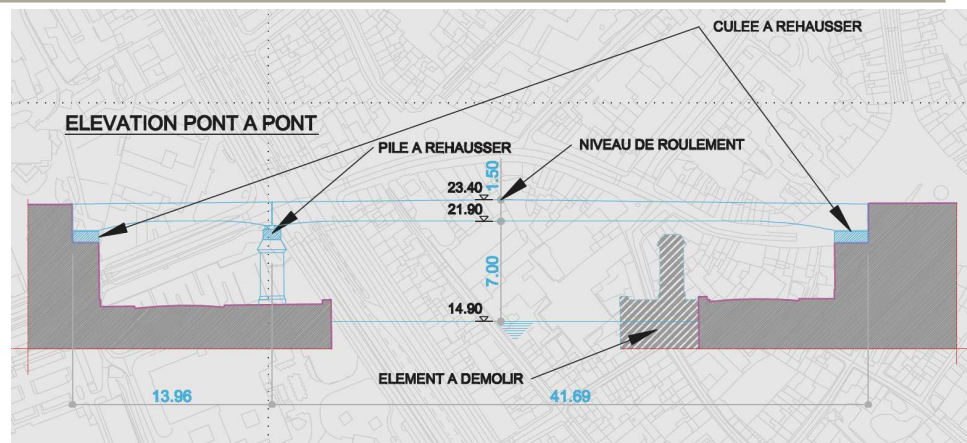 CULEE A REHAUSSER
ELEVATION PONT A PONT
PILE A REHAUSSER
NIVEAU DE ROULEMENT
1.50
23.40
21.90
7.00
14.90
ELEMENT A DEMOLIR
13.96
41.69